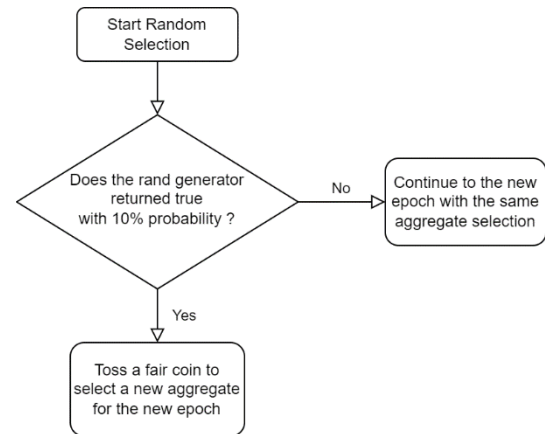 Start Random
Selection
Does the rand generator
returned true
with 10% probability ?
No
Continue to the new
epoch with the same
aggregate selection
Yes
Toss a fair coin to
select a new aggregate
for the new epoch